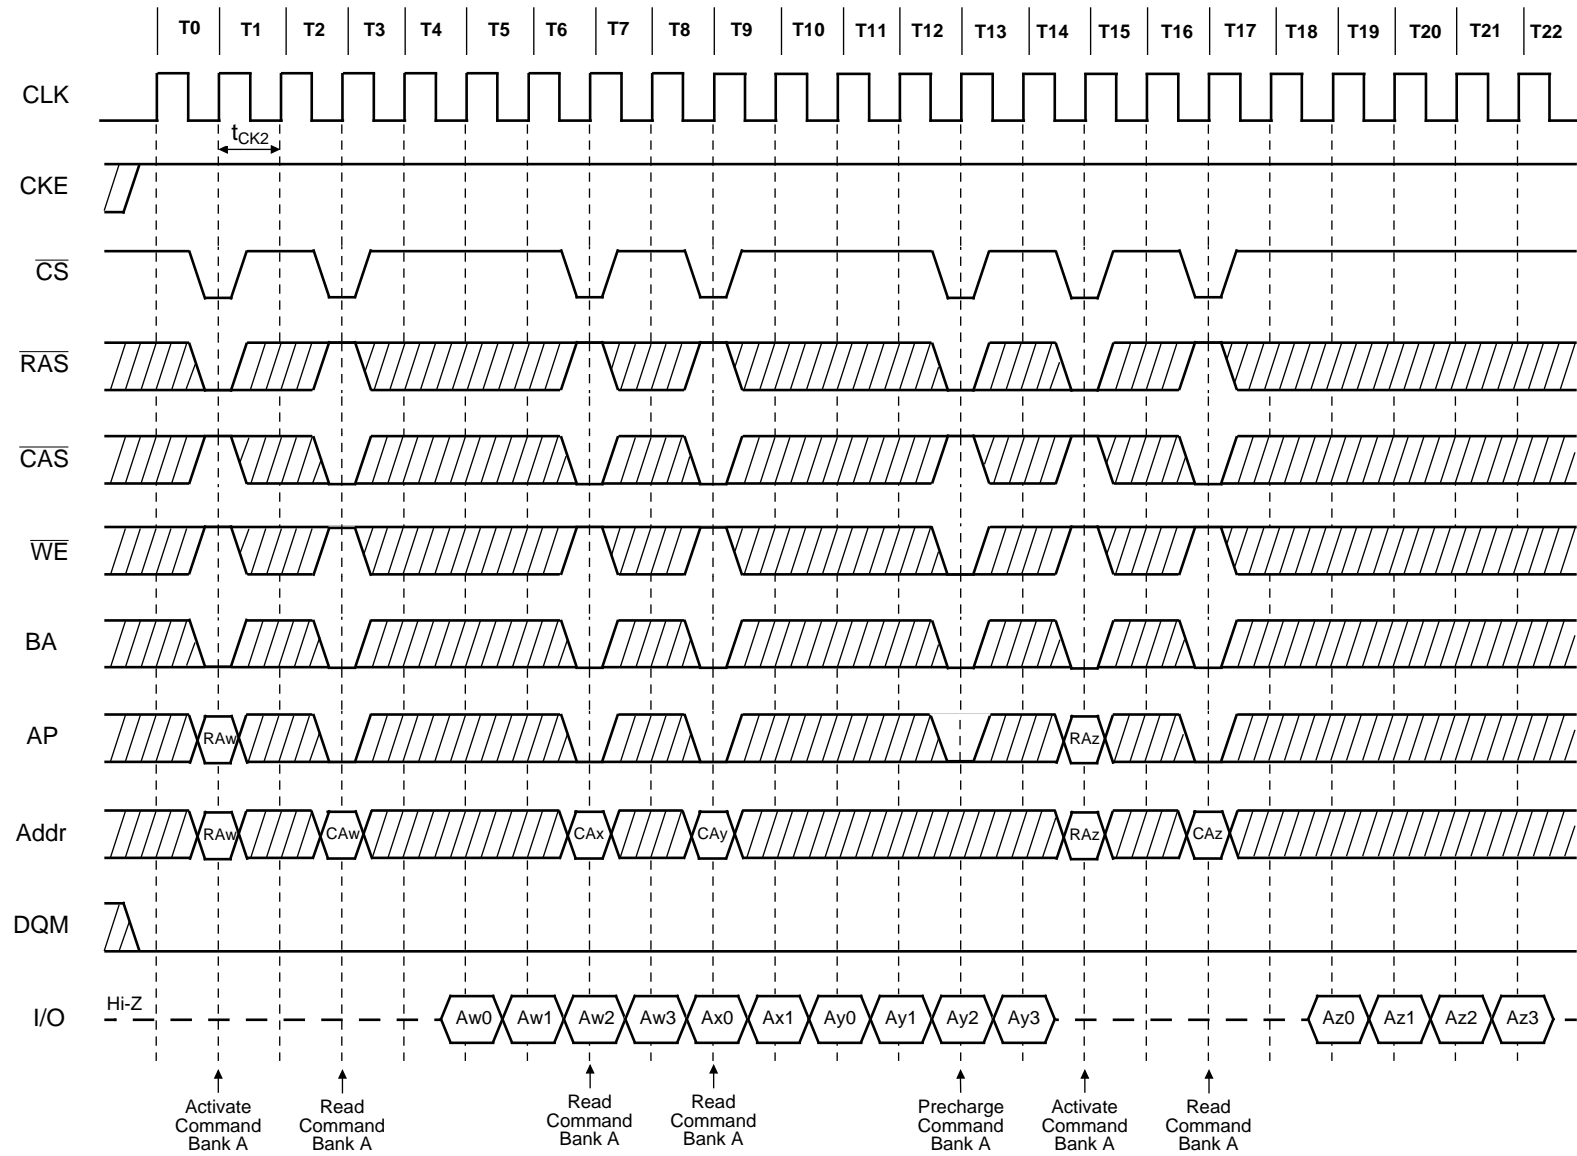 T0 T1 T2 T3 T4 T5 T6 T7 T8 T9 T10 T11 T12 T13 T14 T15 T16 T17 T18 T19 T20 T21 T22
CLK
tCK2
CKE
CS
RAS
CAS
WE
BA
AP RAw RAz
Addr RAw CAw CAx CAy RAz CAz
DQM
Hi-Z
I/O Aw0 Aw1 Aw2 Aw3 Ax0 Ax1 Ay0 Ay1 Ay2 Ay3 Az0 Az1 Az2 Az3
Activate
Command
Bank A
Read
Command
Bank A
Read
Command
Bank A
Read
Command
Bank A
Precharge
Command
Bank A
Activate
Command
Bank A
Read
Command
Bank A